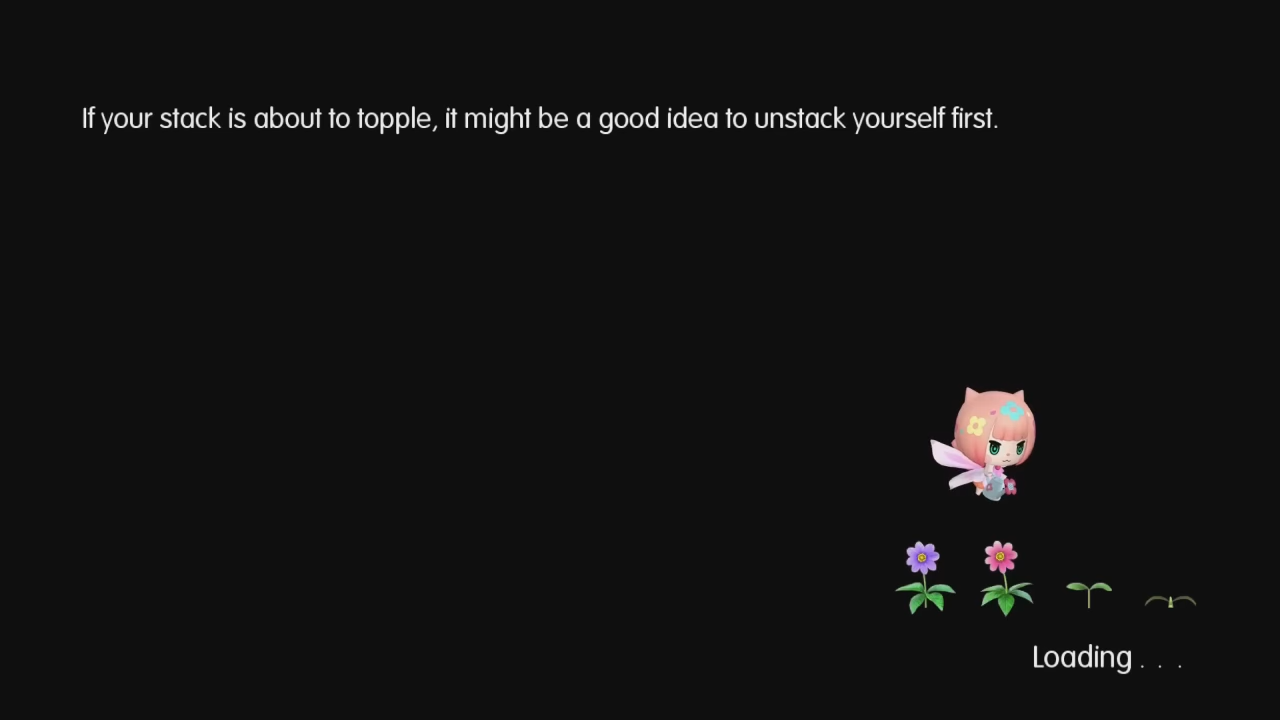 If your stack is about to topple, it might be a good idea to unstack yourself first.
Loading . . .